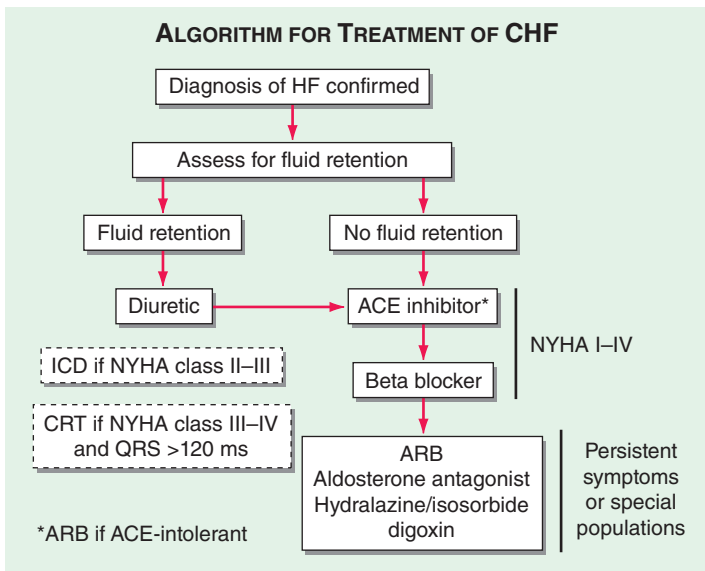 ALGORITHM FOR TREATMENT OF CHF
Diagnosis of HF confirmed
Assess for fluid retention
Fluid retention
No fluid retention
Diuretic
ACE inhibitor*
NYHA I–IV
ICD if NYHA class II–III
Beta blocker
CRT if NYHA class III–IV
and QRS >120 ms
ARB
Aldosterone antagonist
Hydralazine/isosorbide
digoxin
Persistent
symptoms
or special
populations
*ARB if ACE-intolerant